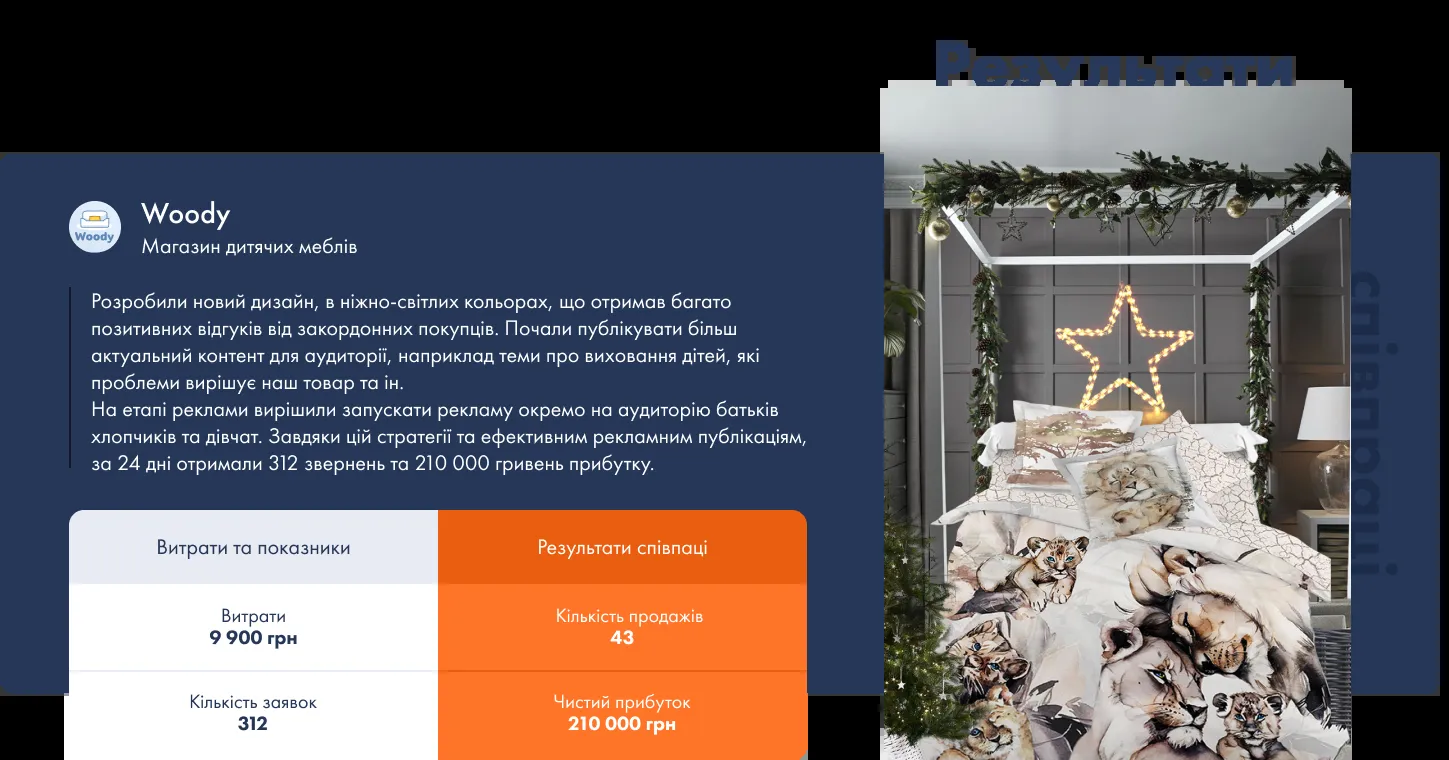 Результати
співпраці
Woody
Woody
Магазин дитячих меблів
Розробили новий дизайн, в ніжно-світлих кольорах, що отримав багато
позитивних відгуків від закордонних покупців. Почали публікувати більш
актуальний контент для аудиторії, наприклад теми про виховання дітей, які
проблеми вирішує наш товар та ін.
На етапі реклами вирішили запускати рекламу окремо на аудиторію батьків
хлопчиків та дівчат. Завдяки цій стратегії та ефективним рекламним публікаціям,
за 24 дні отримали 312 звернень та 210 000 гривень прибутку.
Витрати та показники
Результати співпаці
Витрати
9 900 грн
Кількість продажів
43
Кількість заявок
312
Чистий прибуток
210 000 грн